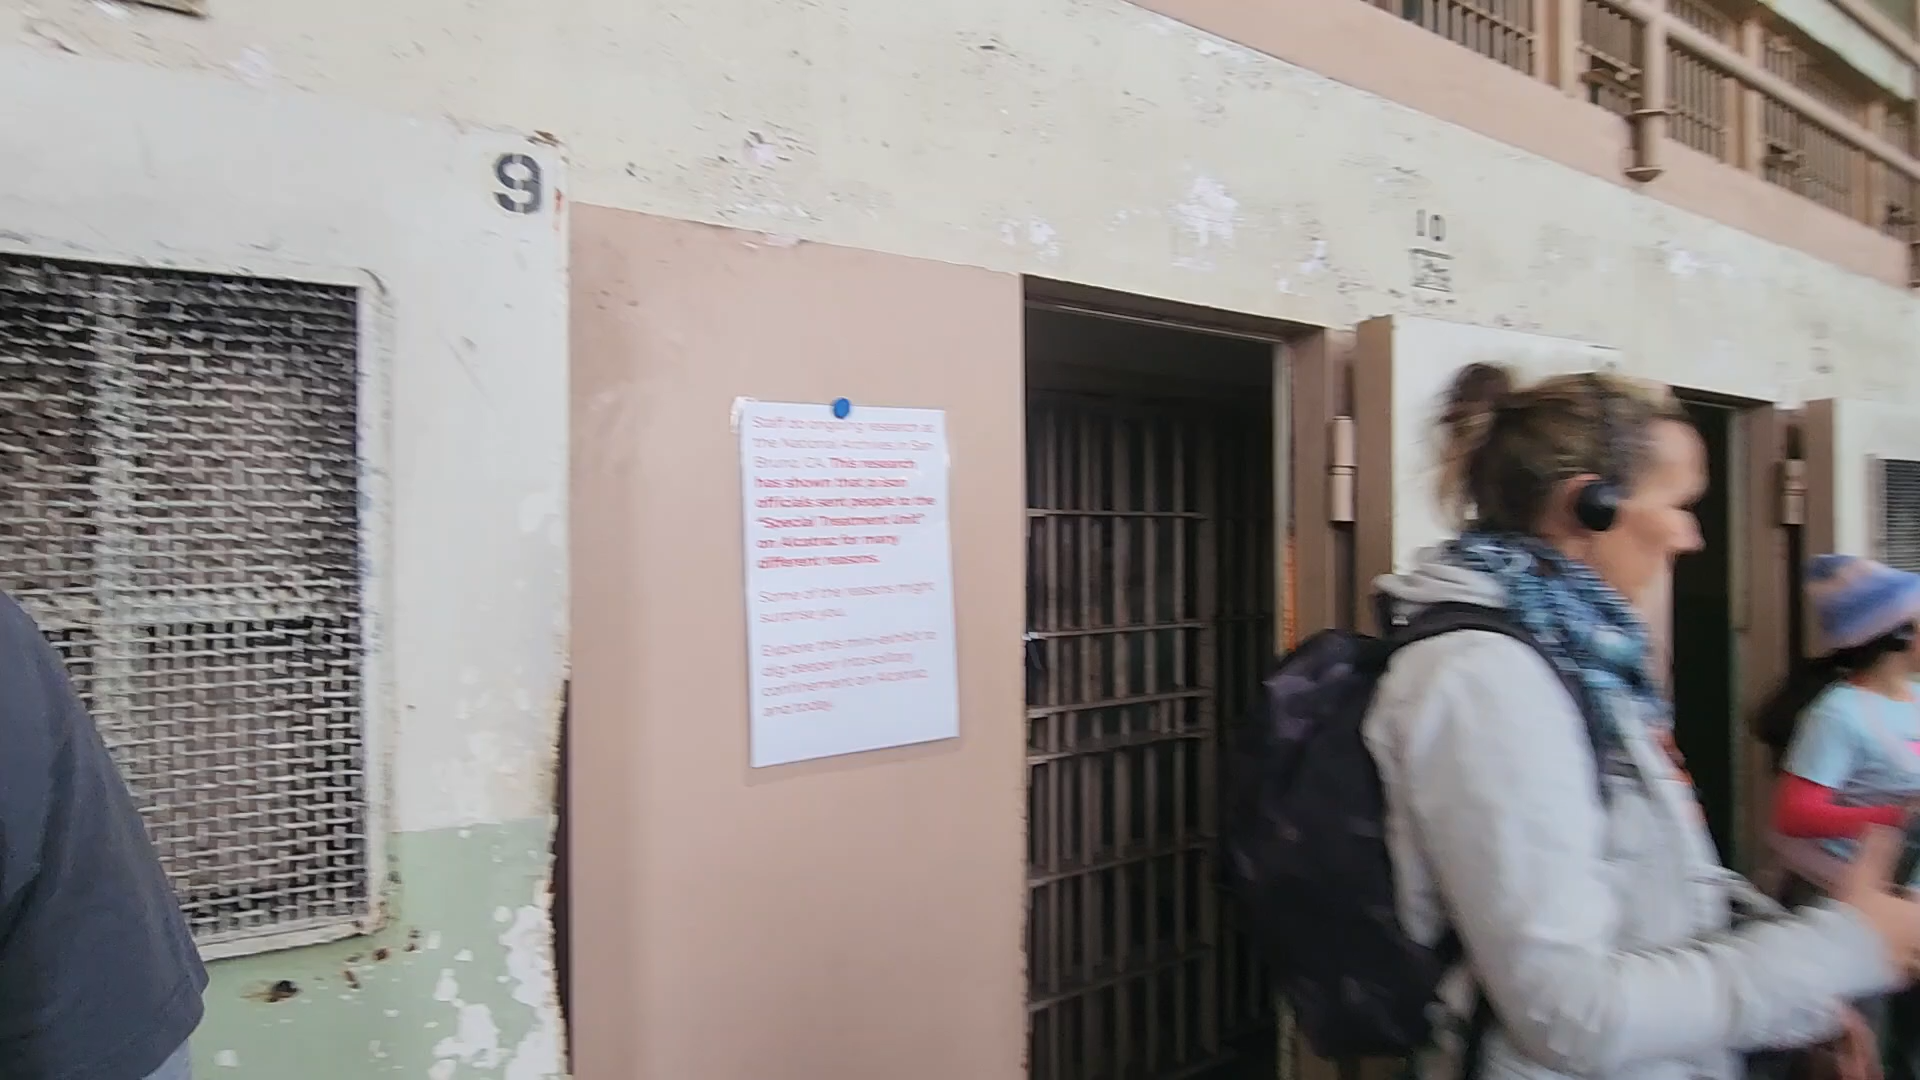 9
10
Staff do ongoing research at
the National Archives in San
Bruno, CA. This research
has shown that prison
officials sent people to the
"Special Treatment Unit"
on Alcatraz for many
different reasons.
Some of the reasons might
surprise you.
Explore this mini-exhibit to
dig deeper into solitary
confinement on Alcatraz
and today.